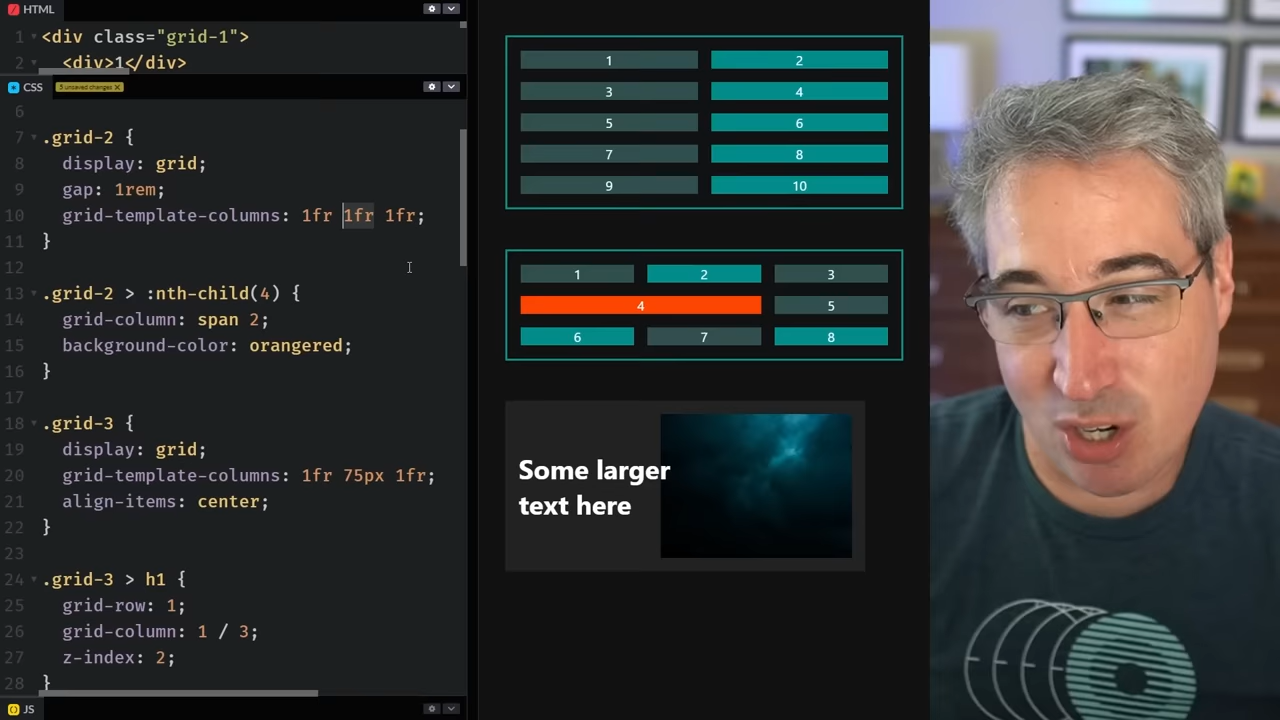 HTML
1 <div class="grid-1">
2 <div>1</div>
CSS 5 unsaved changes X
6
7 .grid-2 {
8 display: grid;
9 gap: 1rem;
10 grid-template-columns: 1fr 1fr 1fr;
11 }
12
13 .grid-2 > :nth-child(4) {
14 grid-column: span 2;
15 background-color: orangered;
16 }
17
18 .grid-3 {
19 display: grid;
20 grid-template-columns: 1fr 75px 1fr;
21 align-items: center;
22 }
23
24 .grid-3 > h1 {
25 grid-row: 1;
26 grid-column: 1 / 3;
27 z-index: 2;
28 }
JS
1 2
3 4
5 6
7 8
9 10
1 2 3
4 5
6 7 8
Some larger
text here